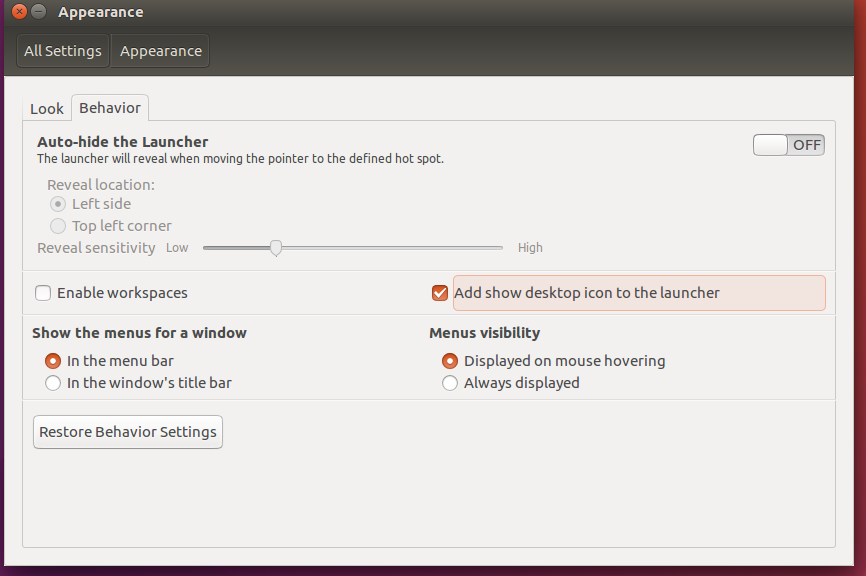 Appearance
All Settings Appearance
Look Behavior
Auto-hide the Launcher
OFF
The launcher will reveal when moving the pointer to the defined hot spot.
Reveal location:
Left side
Top left corner
Reveal sensitivity Low High
Enable workspaces Add show desktop icon to the launcher
Show the menus for a window Menus visibility
In the menu bar Displayed on mouse hovering
In the window's title bar Always displayed
Restore Behavior Settings